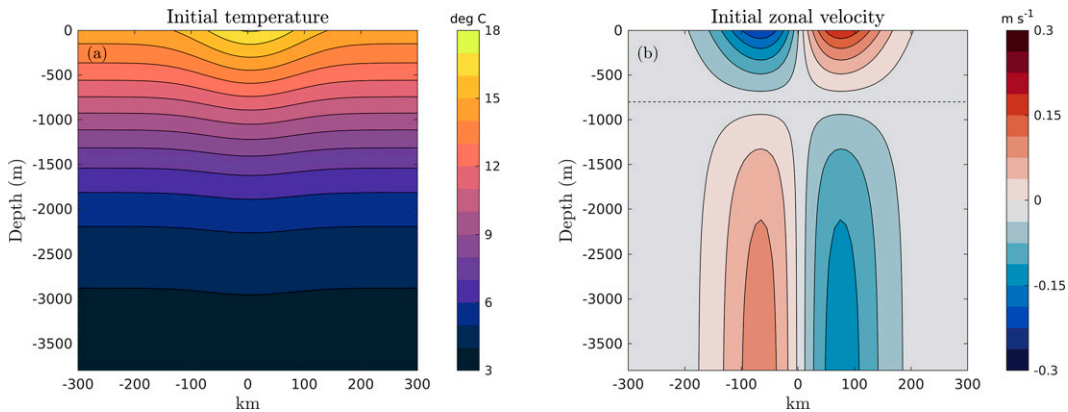 Initial temperature
deg C
(a)
0
-500
-1000
-1500
-2000
-2500
-3000
-3500
Depth (m)
-300 -200 -100 0 100 200 300
km
18
15
12
9
6
3
Initial zonal velocity
m s-1
(b)
0
-500
-1000
-1500
-2000
-2500
-3000
-3500
Depth (m)
-300 -200 -100 0 100 200 300
km
0.3
0.15
0
-0.15
-0.3